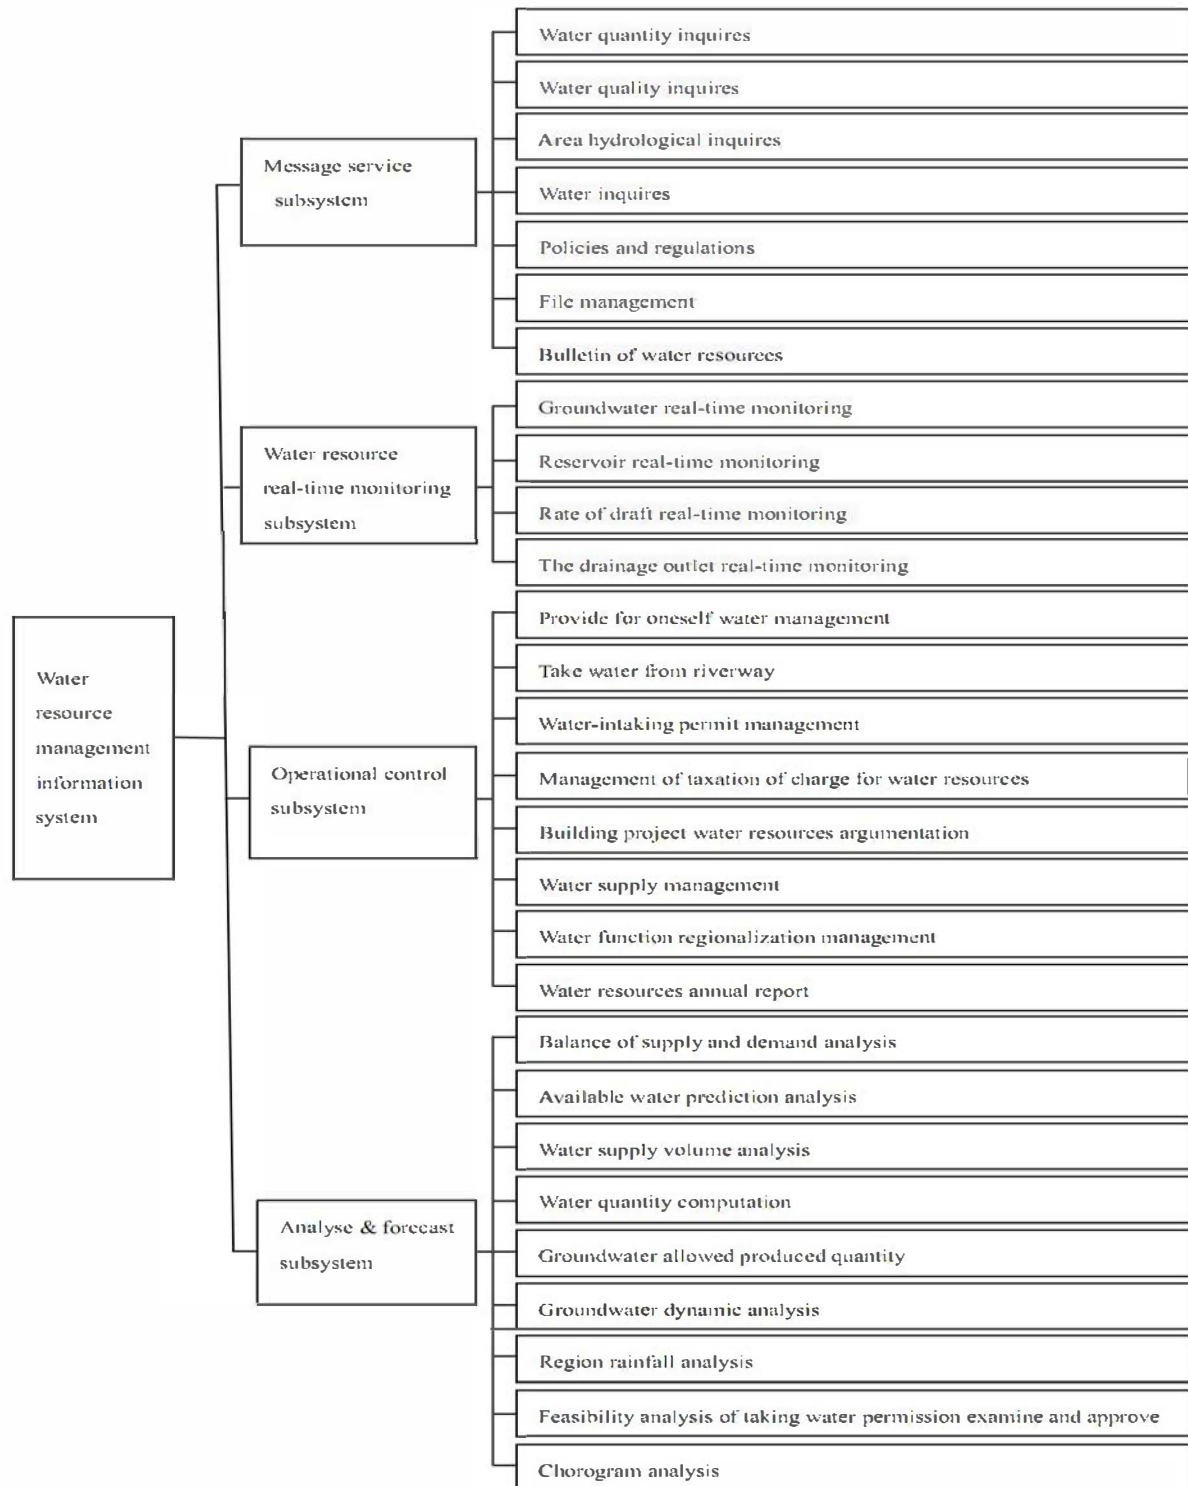 Water quantity inquires
Water quality inquires
Area hydrological inquires
Message service
subsystem
Water inquires
Policies and regulations
File management
Bulletin of water resources
Groundwater real-time monitoring
Water resource
real-time monitoring
subsystem
Reservoir real-time monitoring
Rate of draft real-time monitoring
The drainage outlet real-time monitoring
Provide for oneself water management
Water
resource
management
information
system
Take water from riverway
Water-intaking permit management
Operational control
subsystem
Management of taxation of charge for water resources
Building project water resources argumentation
Water supply management
Water function regionalization management
Water resources annual report
Balance of supply and demand analysis
Available water prediction analysis
Water supply volume analysis
Water quantity computation
Analyse & forecast
subsystem
Groundwater allowed produced quantity
Groundwater dynamic analysis
Region rainfall analysis
Feasibility analysis of taking water permission examine and approve
Chorogram analysis